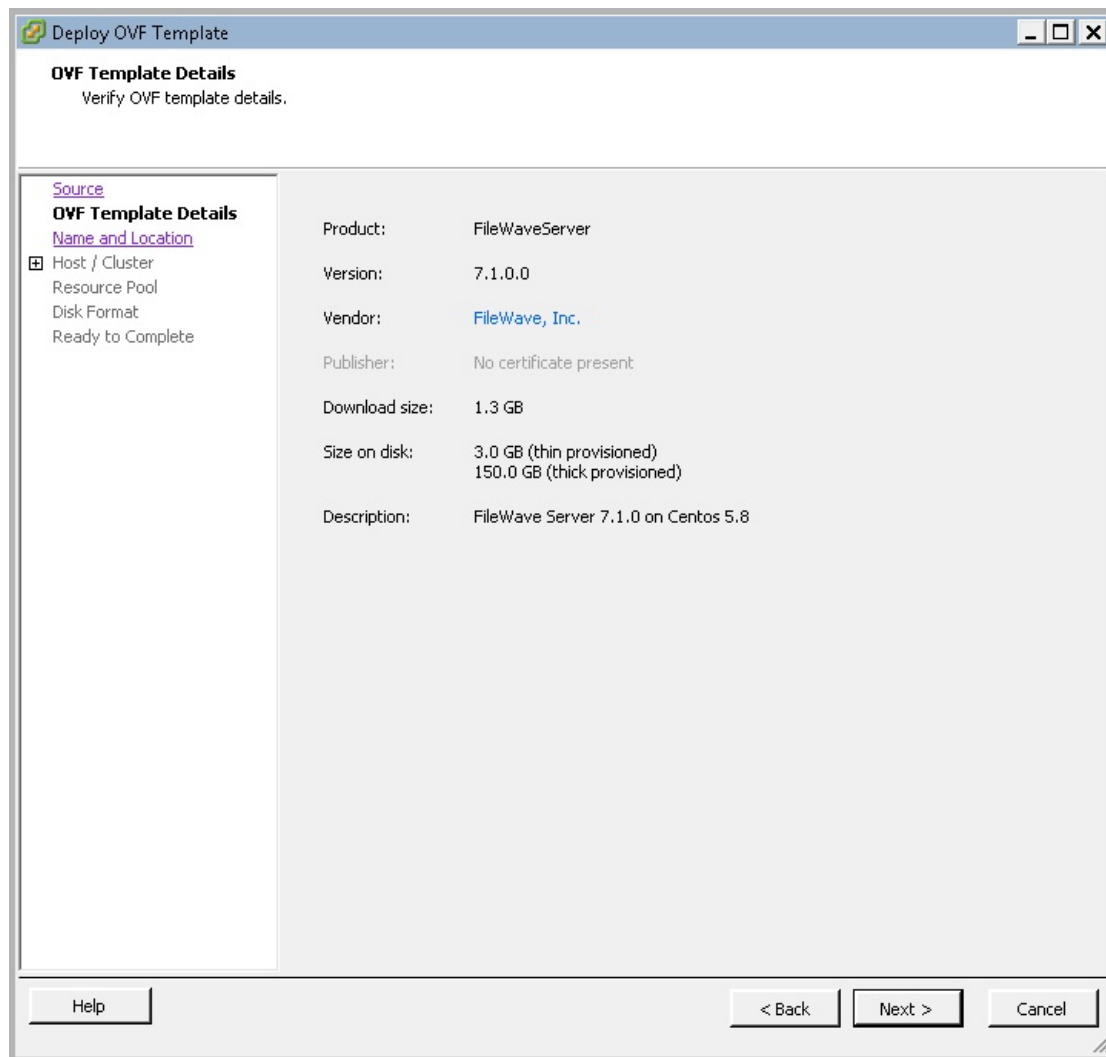 Deploy OVF Template
OVF Template Details
Verify OVF template details.
Source
OVF Template Details
Name and Location
Host / Cluster
Resource Pool
Disk Format
Ready to Complete
Product: FileWaveServer
Version: 7.1.0.0
Vendor: FileWave, Inc.
Publisher: No certificate present
Download size: 1.3 GB
Size on disk: 3.0 GB (thin provisioned)
150.0 GB (thick provisioned)
Description: FileWave Server 7.1.0 on Centos 5.8
Help
< Back
Next >
Cancel